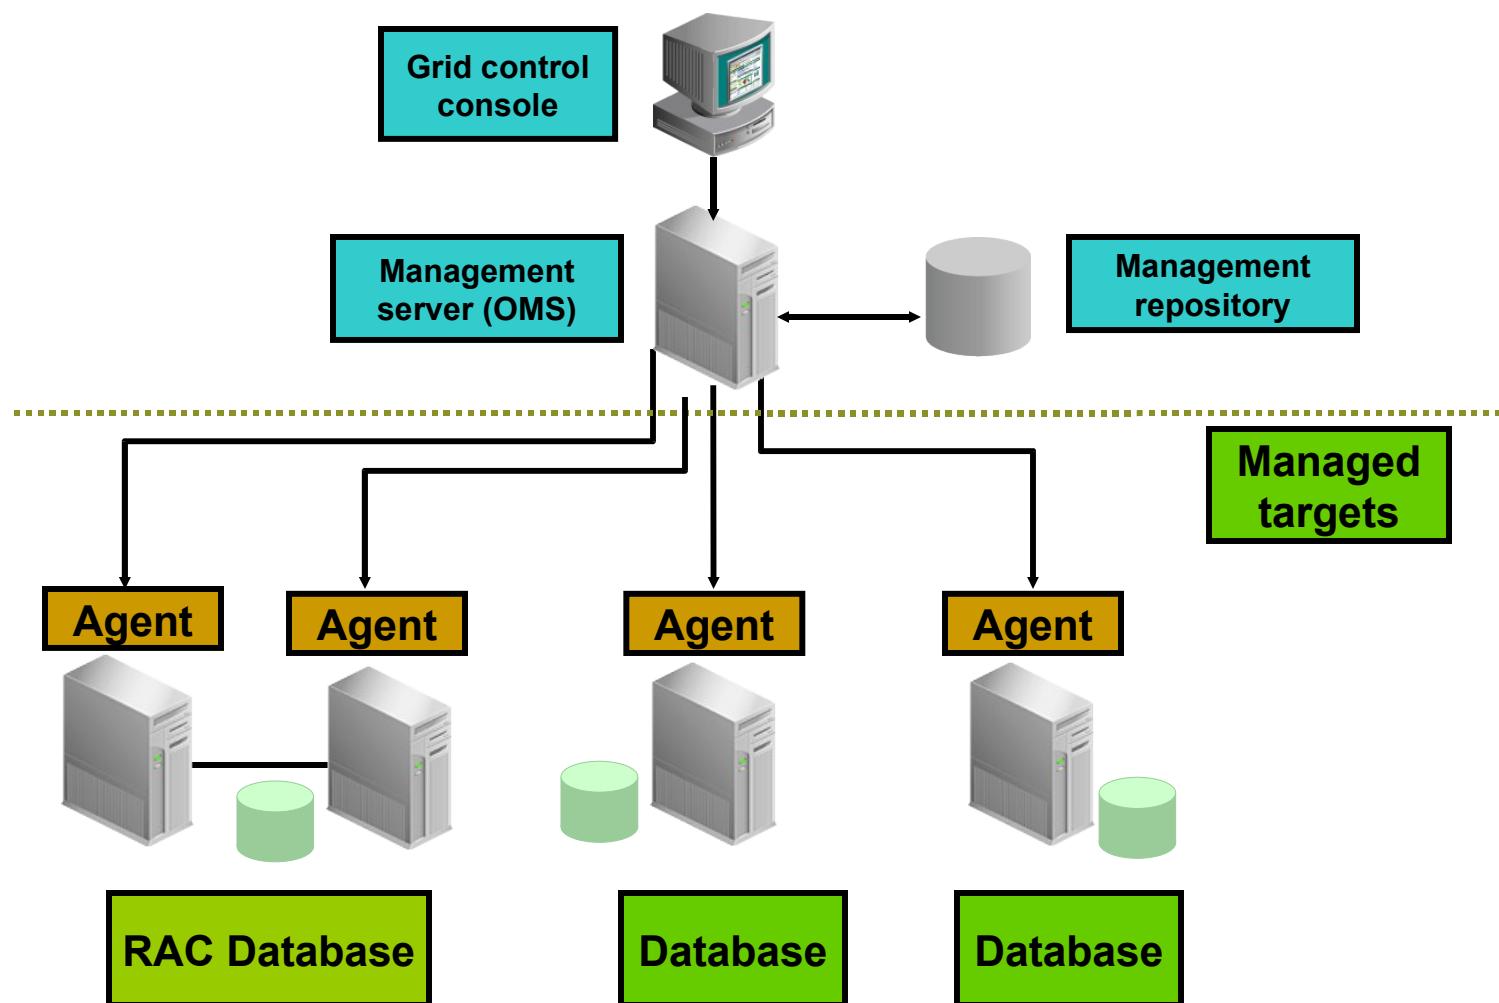 Grid control
console
Management
server (OMS)
Management
repository
Managed
targets
Agent
Agent
Agent
Agent
RAC Database
Database
Database